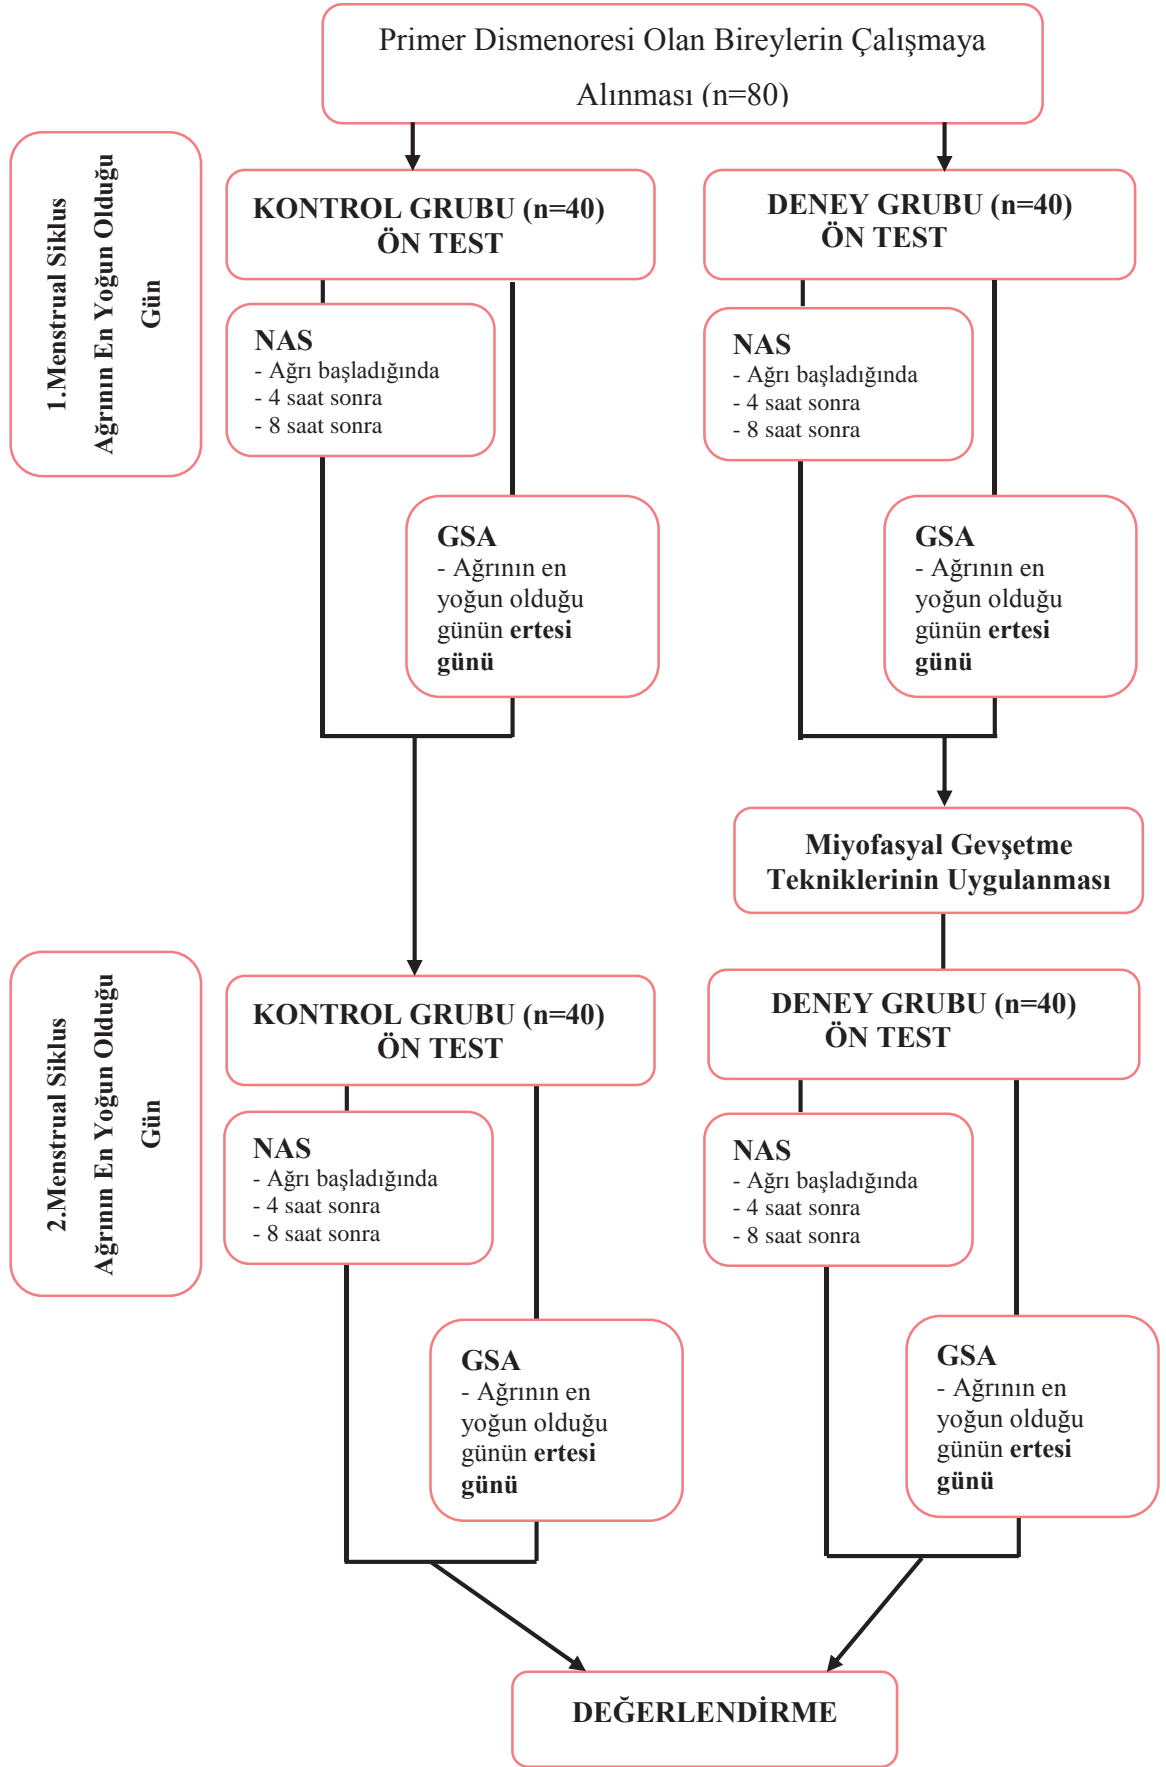 Primer Dismenoresi Olan Bireylerin Çalışmaya
Alınması (n=80)
1.Menstrual Siklus
Ağrının En Yoğun Olduğu
Gün
KONTROL GRUBU (n=40)
ÖN TEST
DENEY GRUBU (n=40)
ÖN TEST
NAS
- Ağrı başladığında
- 4 saat sonra
- 8 saat sonra
NAS
- Ağrı başladığında
- 4 saat sonra
- 8 saat sonra
GSA
- Ağrının en
yoğun olduğu
günün ertesi
günü
GSA
- Ağrının en
yoğun olduğu
günün ertesi
günü
Miyofasyal Gevşetme
Tekniklerinin Uygulanması
2.Menstrual Siklus
Ağrının En Yoğun Olduğu
Gün
KONTROL GRUBU (n=40)
ÖN TEST
DENEY GRUBU (n=40)
ÖN TEST
NAS
- Ağrı başladığında
- 4 saat sonra
- 8 saat sonra
NAS
- Ağrı başladığında
- 4 saat sonra
- 8 saat sonra
GSA
- Ağrının en
yoğun olduğu
günün ertesi
günü
GSA
- Ağrının en
yoğun olduğu
günün ertesi
günü
DEĞERLENDİRME